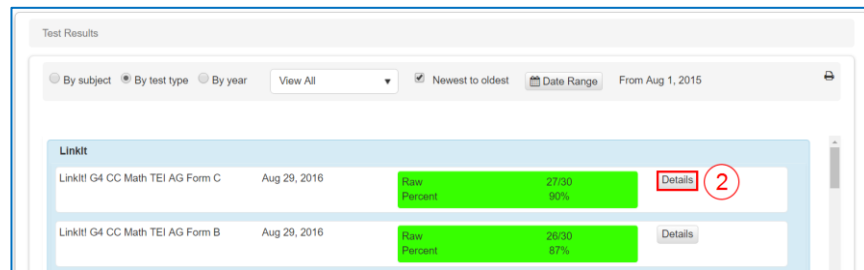 Test Results
By subject By test type By year View All Newest to oldest Date Range From Aug 1, 2015
LinkIt
LinkIt! G4 CC Math TEI AG Form C Aug 29, 2016 Raw 27/30 Details 2
Percent 90%
LinkIt! G4 CC Math TEI AG Form B Aug 29, 2016 Raw 26/30 Details
Percent 87%